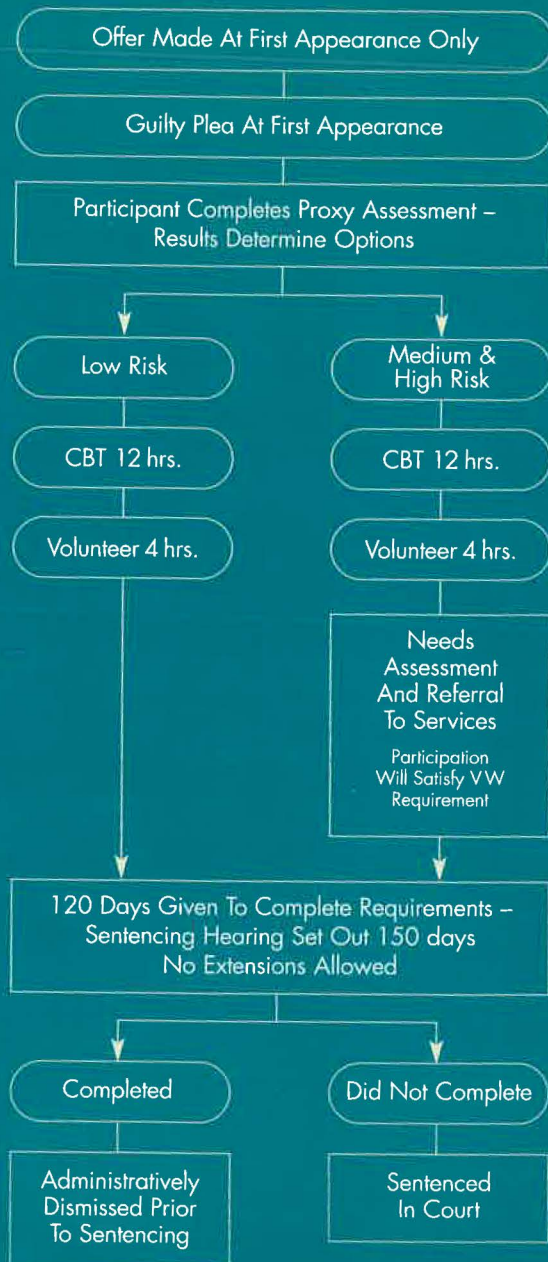 Offer Made At First Appearance Only
Guilty Plea At First Appearance
Participant Completes Proxy Assessment –
Results Determine Options
Low Risk
CBT 12 hrs.
Volunteer 4 hrs.
Medium &
High Risk
CBT 12 hrs.
Volunteer 4 hrs.
Needs
Assessment
And Referral
To Services
Participation
Will Satisfy VW
Requirement
120 Days Given To Complete Requirements –
Sentencing Hearing Set Out 150 days
No Extensions Allowed
Completed
Administratively
Dismissed Prior
To Sentencing
Did Not Complete
Sentenced
In Court